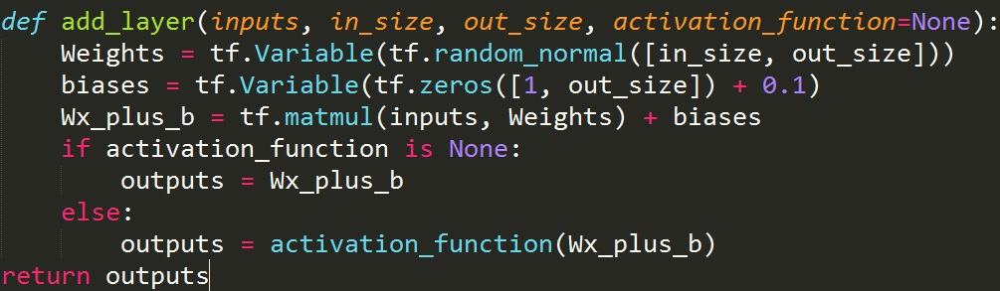 def add_layer(inputs, in_size, out_size, activation_function=None):
    Weights = tf.Variable(tf.random_normal([in_size, out_size]))
    biases = tf.Variable(tf.zeros([1, out_size]) + 0.1)
    Wx_plus_b = tf.matmul(inputs, Weights) + biases
    if activation_function is None:
        outputs = Wx_plus_b
    else:
        outputs = activation_function(Wx_plus_b)
return outputs